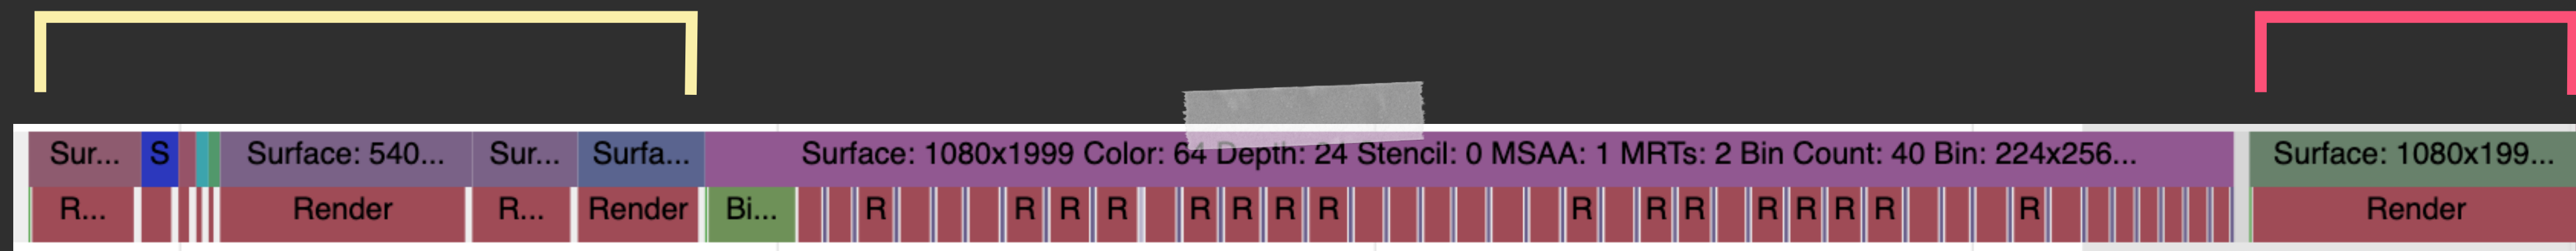 Sur... S Surface: 540... Sur... Surfa... Surface: 1080x1999 Color: 64 Depth: 24 Stencil: 0 MSAA: 1 MRTs: 2 Bin Count: 40 Bin: 224x256... Surface: 1080x199...
R... Render R... Render Bi... R R R R R R R R R R R R R R R R Render